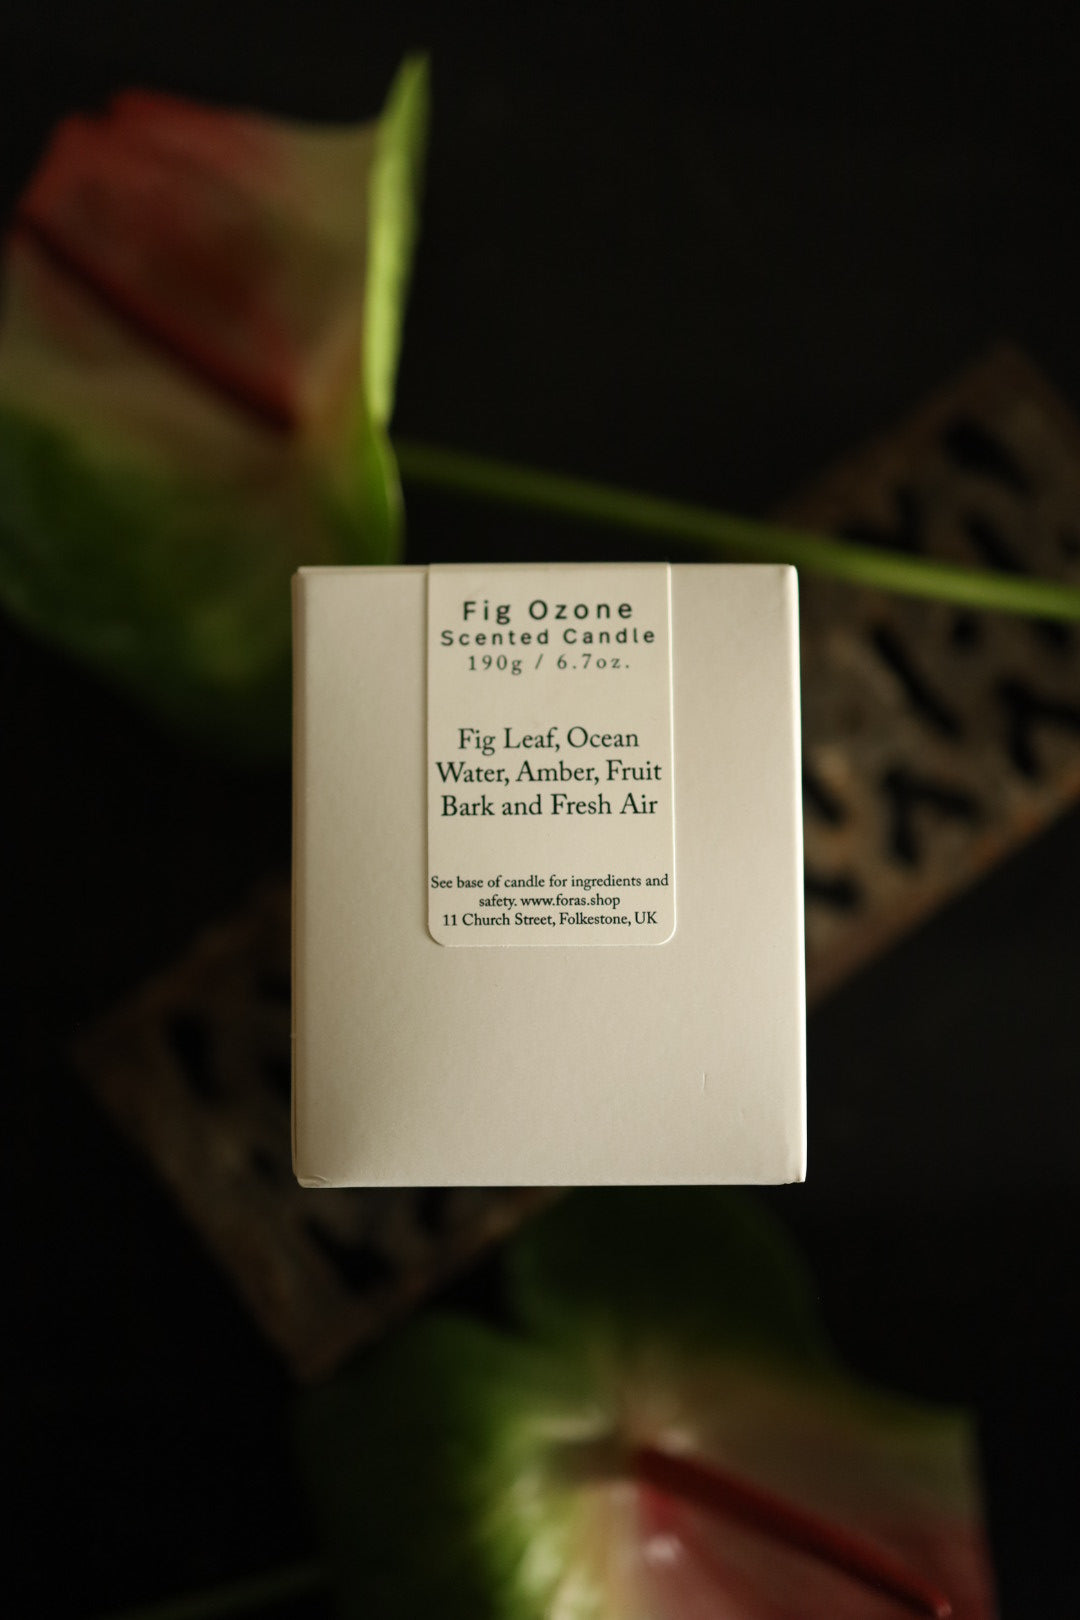 Fig Ozone
Scented Candle
190g / 6.7oz.
Fig Leaf, Ocean
Water, Amber, Fruit
Bark and Fresh Air
See base of candle for ingredients and
safety. www.foras.shop
11 Church Street, Folkestone, UK